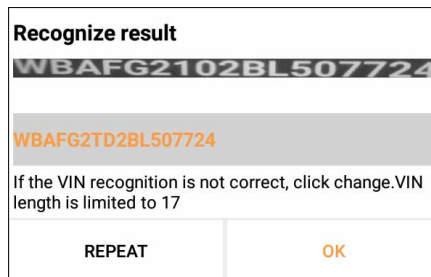 Recognize result
WBAFG2102BL507724
WBAFG2TD2BL507724
If the VIN recognition is not correct, click change.VIN
length is limited to 17
REPEAT
OK